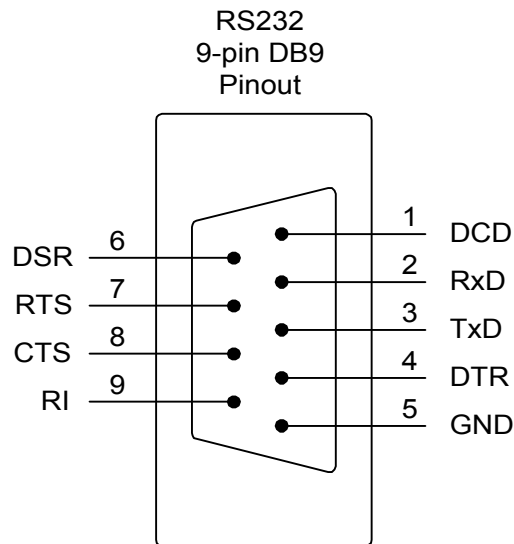 RS232
9-pin DB9
Pinout
DSR 6
RTS 7
CTS 8
RI 9
1 DCD
2 RxD
3 TxD
4 DTR
5 GND